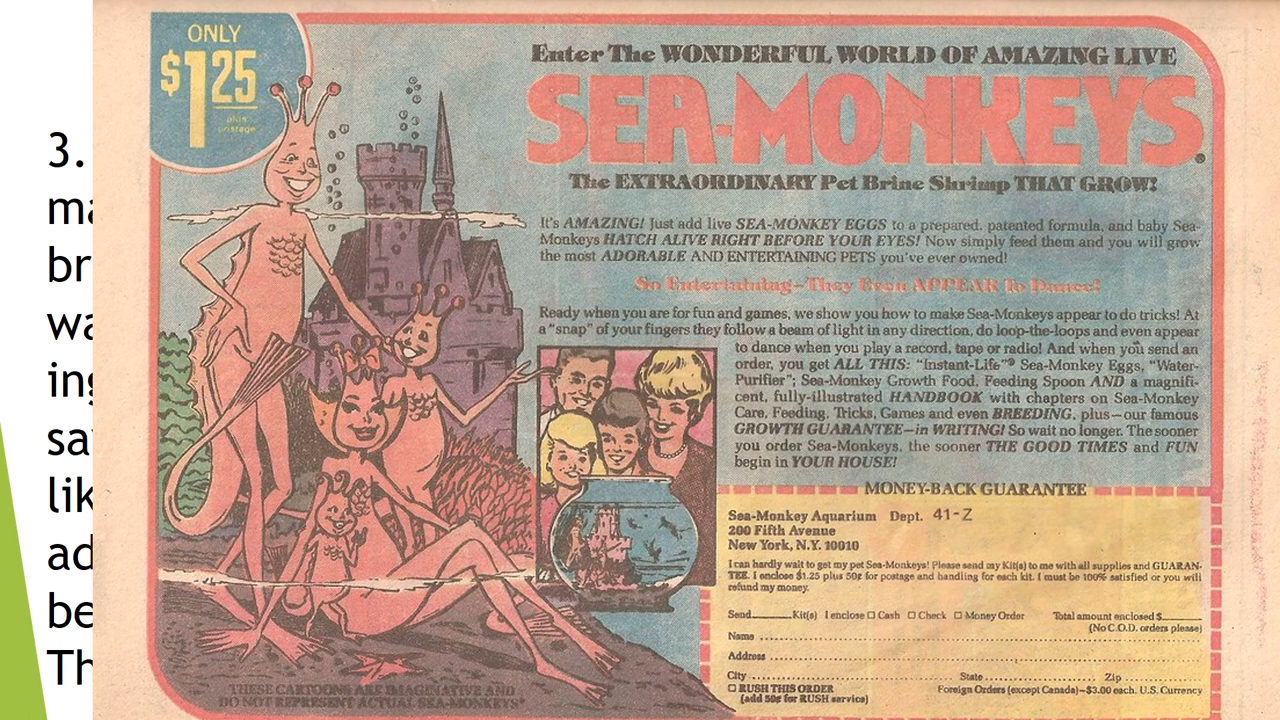 3.
ma
br
wa
ing
sa
lik
ad
be
Th
ONLY
$1.25
plus
postage
Enter The WONDERFUL WORLD OF AMAZING LIVE
SEA-MONKEYS®
The EXTRAORDINARY Pet Brine Shrimp THAT GROW!
It's AMAZING! Just add live SEA-MONKEY EGGS to a prepared, patented formula, and baby Sea-
Monkeys HATCH ALIVE RIGHT BEFORE YOUR EYES! Now simply feed them and you will grow
the most ADORABLE AND ENTERTAINING PETS you've ever owned!
So Entertaining—They Even APPEAR To Dance!
Ready when you are for fun and games, we show you how to make Sea-Monkeys appear to do tricks! At
a "snap" of your fingers they follow a beam of light in any direction, do loop-the-loops and even appear
to dance when you play a record, tape or radio! And when you send an
order, you get ALL THIS: "Instant-Life"® Sea-Monkey Eggs, "Water-
Purifier"; Sea-Monkey Growth Food, Feeding Spoon AND a magnifi-
cent, fully-illustrated HANDBOOK with chapters on Sea-Monkey
Care, Feeding, Tricks, Games and even BREEDING, plus—our famous
GROWTH GUARANTEE—in WRITING! So wait no longer. The sooner
you order Sea-Monkeys, the sooner THE GOOD TIMES and FUN
begin in YOUR HOUSE!
MONEY-BACK GUARANTEE
Sea-Monkey Aquarium Dept. 41-Z
200 Fifth Avenue
New York, N.Y. 10010
I can hardly wait to get my pet Sea-Monkeys! Please send my Kit(s) to me with all supplies and GUARAN-
TEE. I enclose $1.25 plus 50¢ for postage and handling for each kit. I must be 100% satisfied or you will
refund my money.
Send______Kit(s) I enclose □ Cash □ Check □ Money Order Total amount enclosed $______
(No C.O.D. orders please)
Name
Address
City State Zip
□ RUSH THIS ORDER Foreign Orders (except Canada)—$3.00 each. U.S. Currency
(add 50¢ for RUSH service)
THESE CARTOONS ARE IMAGINATIVE AND
DO NOT REPRESENT ACTUAL SEA-MONKEY